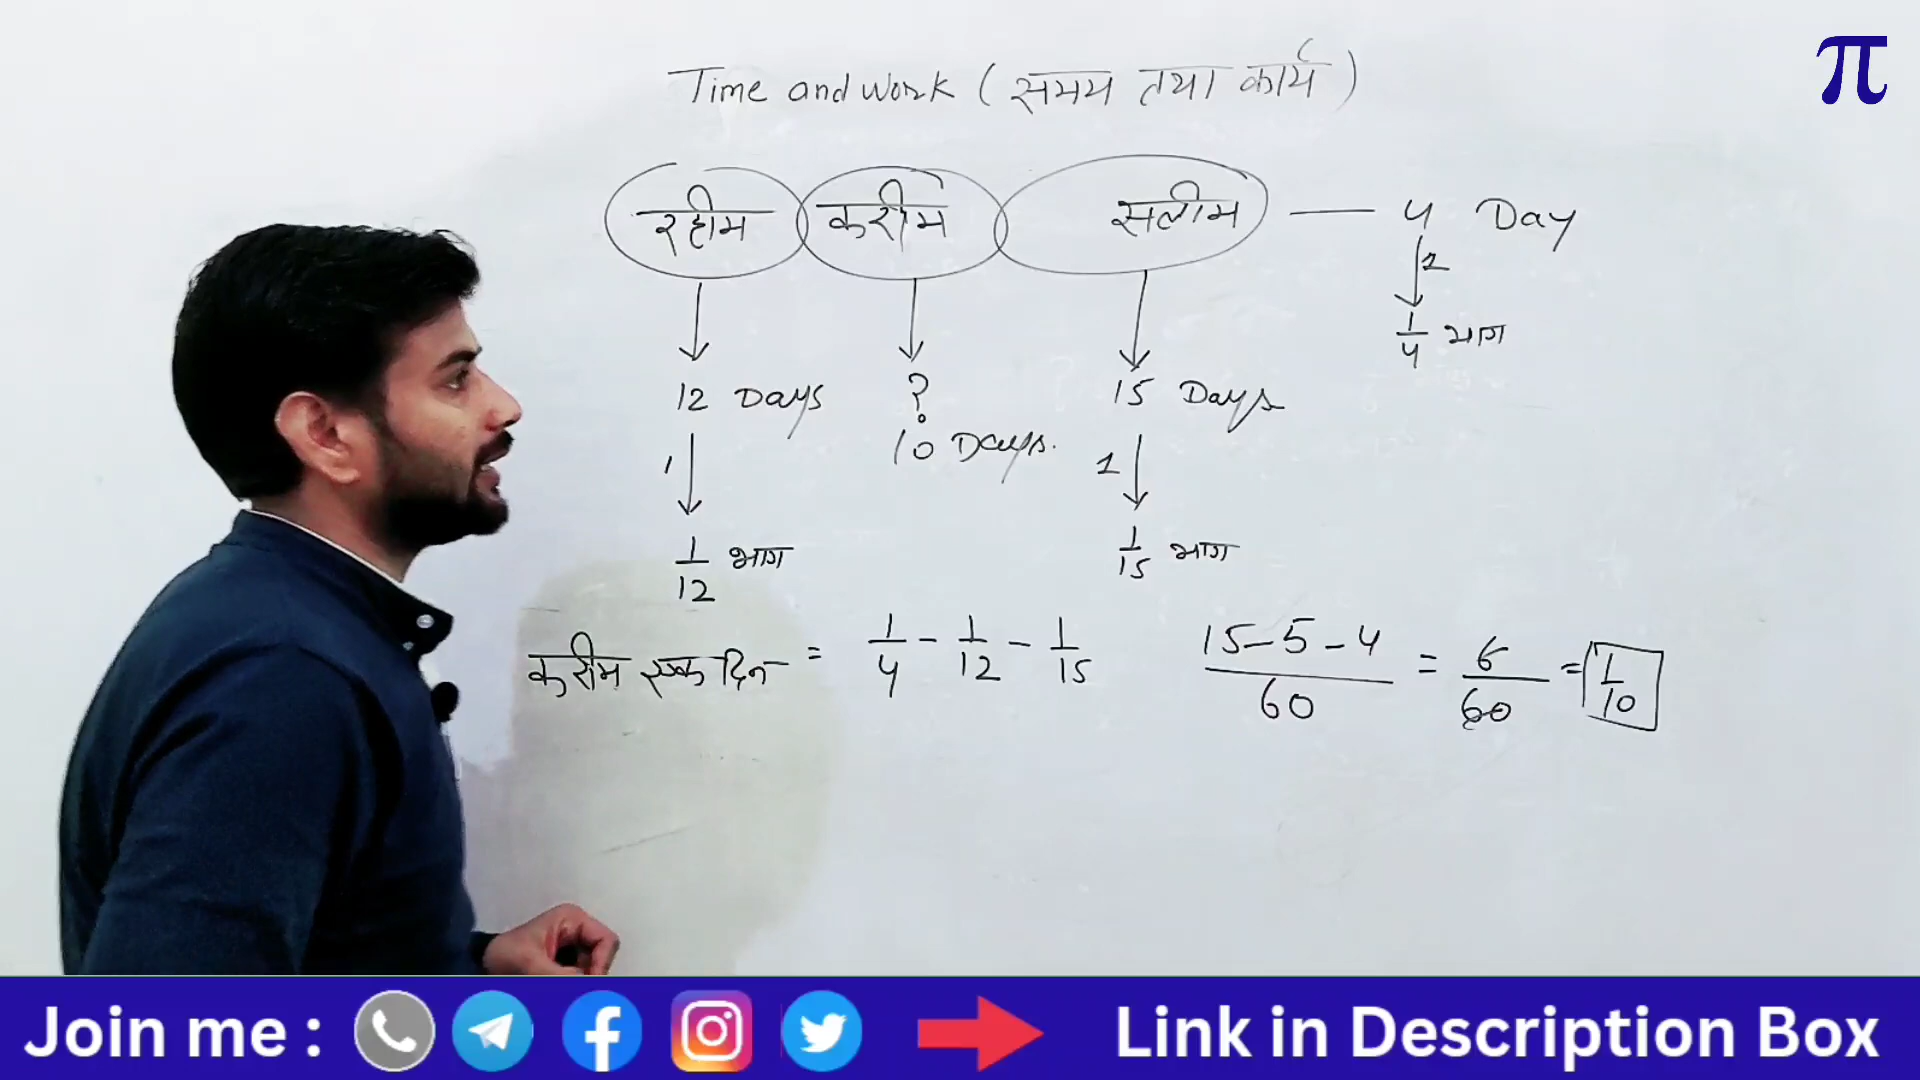 π
Time and work ( समय तथा कार्य )
रहीम करीम सलीम — 4 Day
1
1/4 भाग
12 Days ? 15 Days
10 Days.
1 1
1/12 भाग 1/15 भाग
करीम एक दिन = 1/4 - 1/12 - 1/15 15-5-4/60 = 6/60 = 1/10
Join me : Link in Description Box